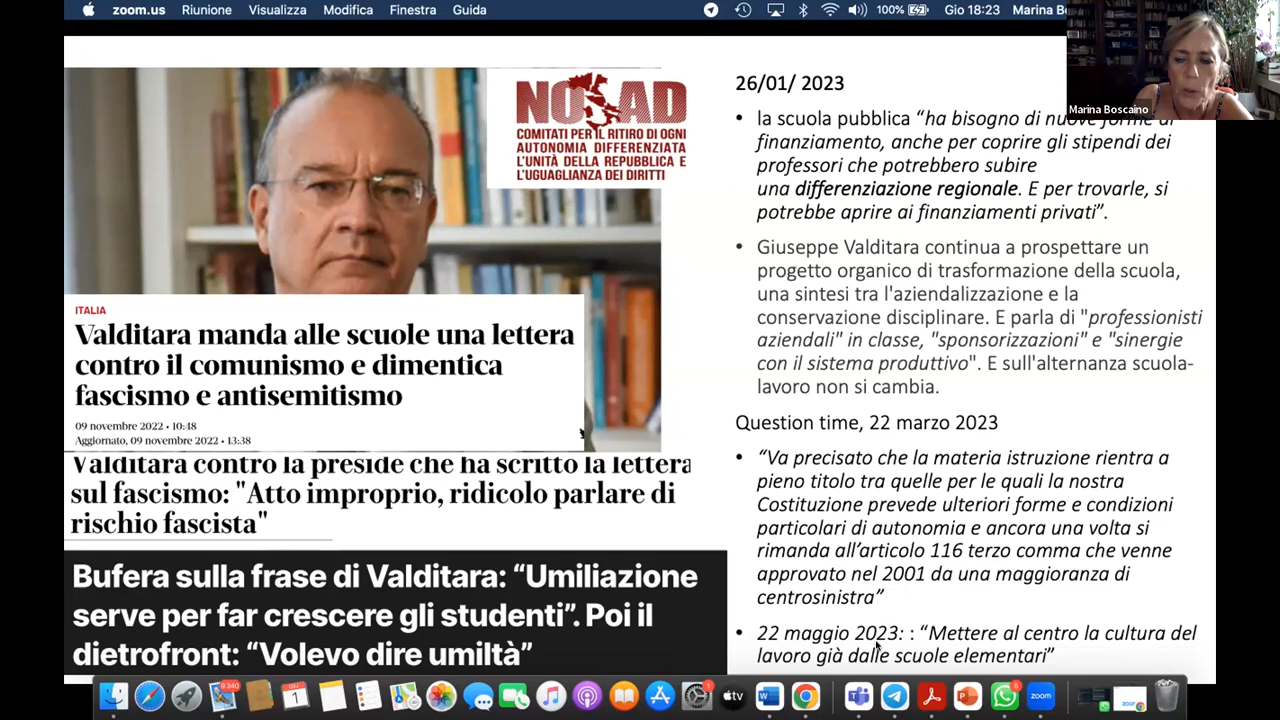 zoom.us Riunione Visualizza Modifica Finestra Guida 100% Gio 18:23 Marina Bo
Marina Boscaino
NO AD
COMITATI PER IL RITIRO DI OGNI
AUTONOMIA DIFFERENZIATA
L'UNITÀ DELLA REPUBBLICA E
L'UGUAGLIANZA DEI DIRITTI
ITALIA
Valditara manda alle scuole una lettera
contro il comunismo e dimentica
fascismo e antisemitismo
09 novembre 2022 • 10:48
Aggiornato, 09 novembre 2022 • 13:38
Valditara contro la preside che ha scritto la lettera
sul fascismo: "Atto improprio, ridicolo parlare di
rischio fascista"
Bufera sulla frase di Valditara: “Umiliazione
serve per far crescere gli studenti”. Poi il
dietrofront: “Volevo dire umiltà”
26/01/ 2023
• la scuola pubblica “ha bisogno di nuove forme di
finanziamento, anche per coprire gli stipendi dei
professori che potrebbero subire
una differenziazione regionale. E per trovarle, si
potrebbe aprire ai finanziamenti privati”.
• Giuseppe Valditara continua a prospettare un
progetto organico di trasformazione della scuola,
una sintesi tra l'aziendalizzazione e la
conservazione disciplinare. E parla di "professionisti
aziendali" in classe, "sponsorizzazioni" e "sinergie
con il sistema produttivo". E sull'alternanza scuola-
lavoro non si cambia.
Question time, 22 marzo 2023
• “Va precisato che la materia istruzione rientra a
pieno titolo tra quelle per le quali la nostra
Costituzione prevede ulteriori forme e condizioni
particolari di autonomia e ancora una volta si
rimanda all’articolo 116 terzo comma che venne
approvato nel 2001 da una maggioranza di
centrosinistra”
• 22 maggio 2023: : “Mettere al centro la cultura del
lavoro già dalle scuole elementari”
9.340
1
1
tv
6
zoom